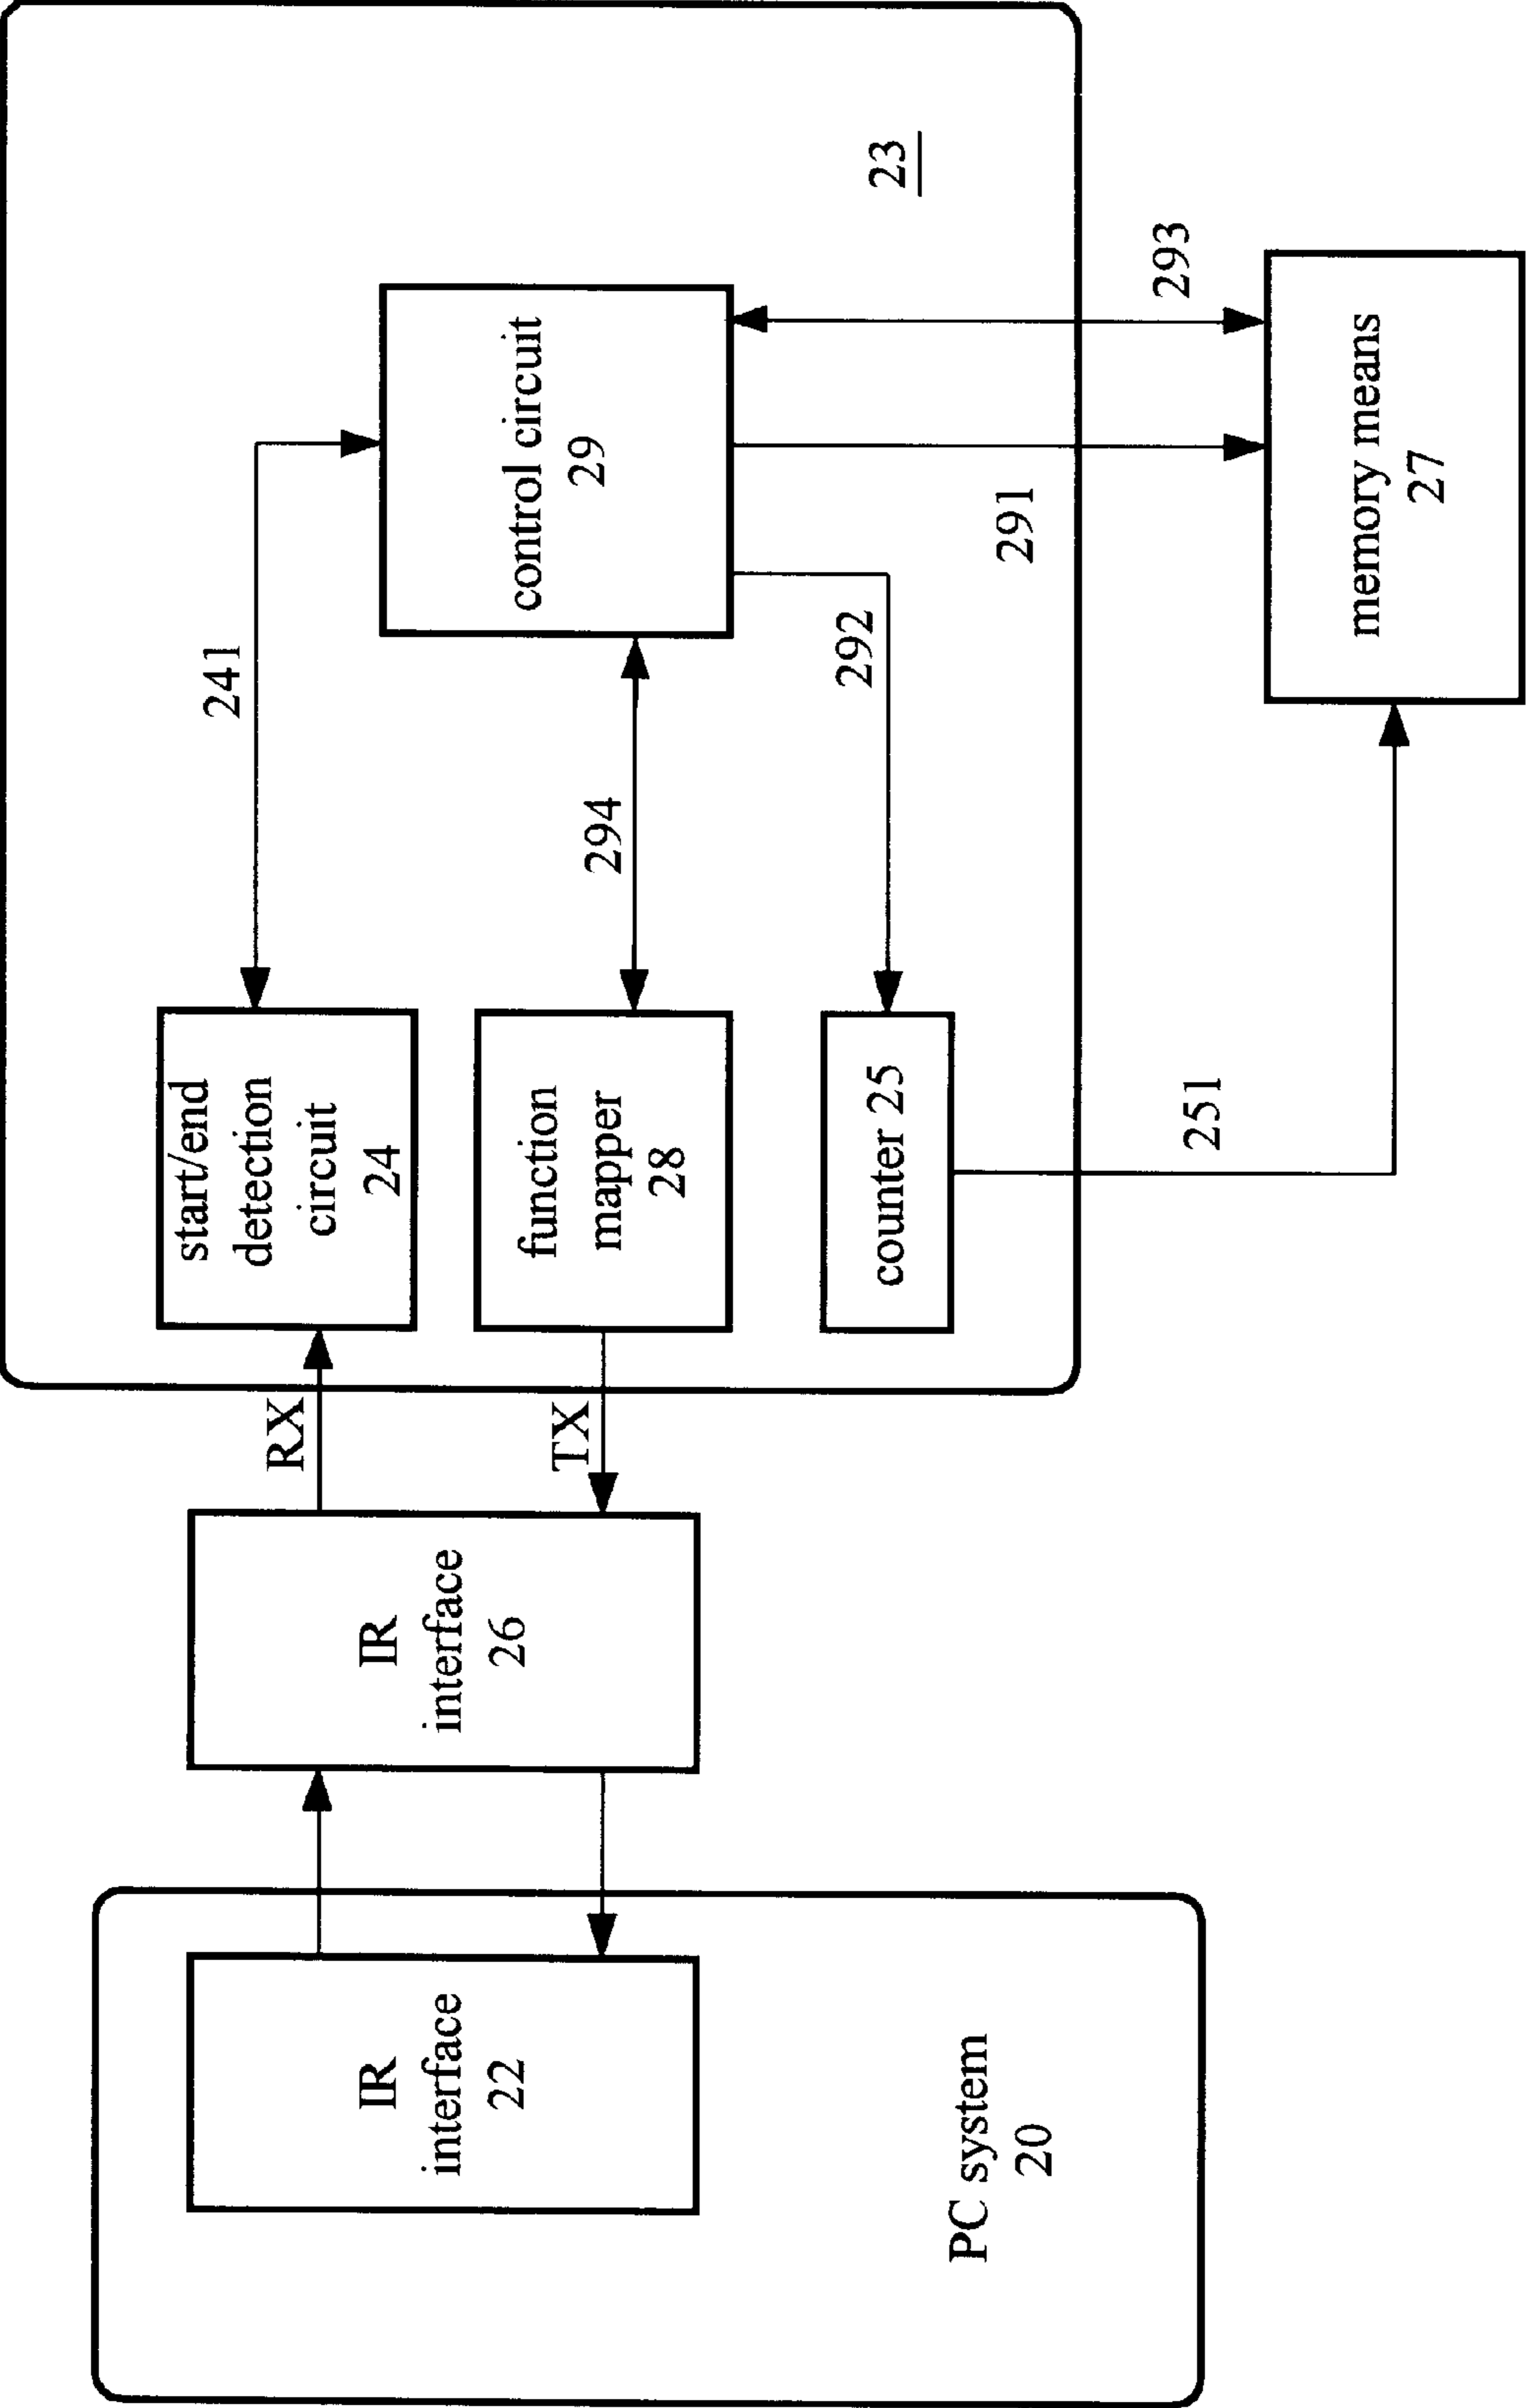 IR
interface
22
PC system
20
IR
interface
26
RX
TX
start/end
detection
circuit
24
function
mapper
28
counter 25
241
294
292
251
control circuit
29
23
291
293
memory means
27